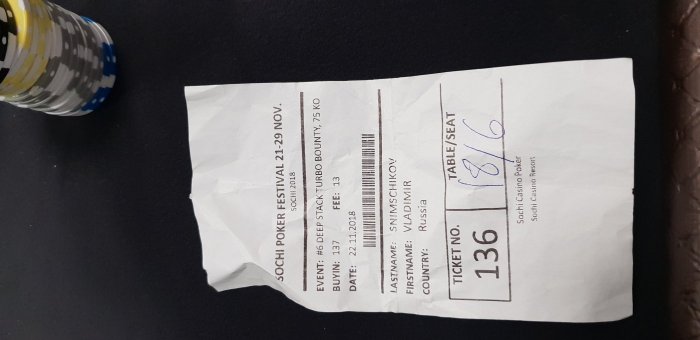 SOCHI POKER FESTIVAL 21-29 NOV.
SOCHI 2018
EVENT: #6 DEEP STACK TURBO BOUNTY, 75 KO
BUYIN: 137 FEE: 13
DATE: 22.11.2018
LASTNAME: SNIMSCHIKOV
FIRSTNAME: VLADIMIR
COUNTRY: Russia
TICKET NO. TABLE/SEAT
136 18/6
Sochi Casino Poker
Sochi Casino Resort